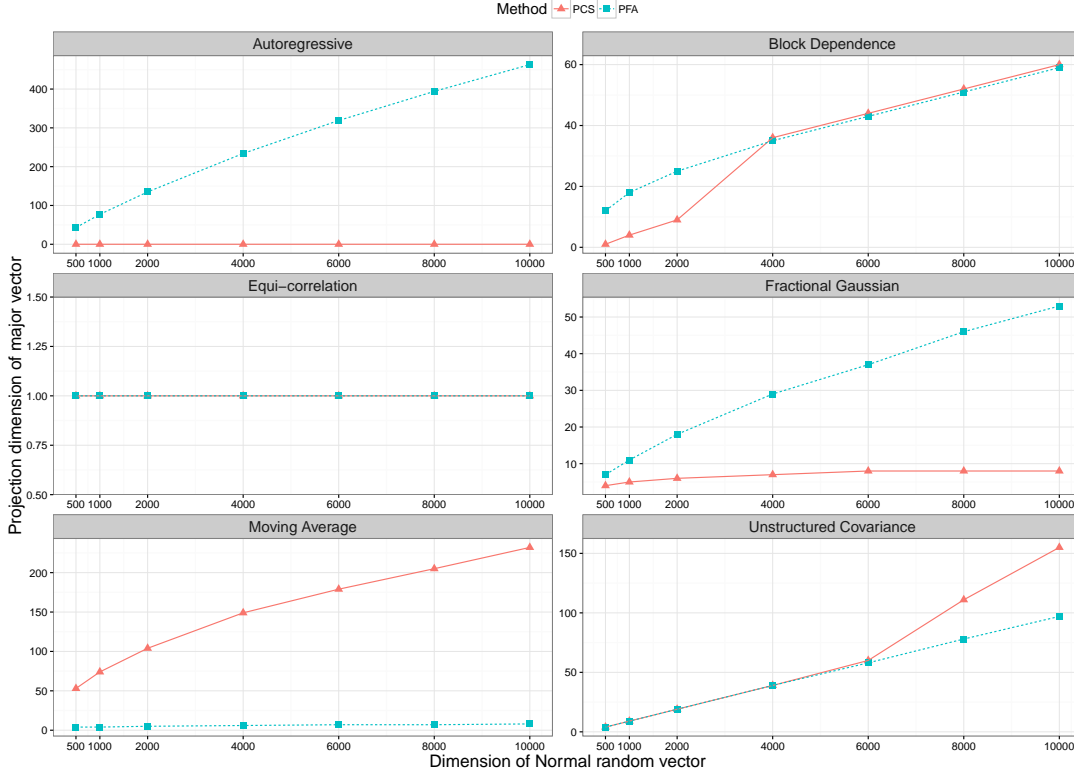 Method PCS PFA
Projection dimension of major vector
Autoregressive
400
300
200
100
0
500 1000 2000 4000 6000 8000 10000
Block Dependence
60
40
20
0
500 1000 2000 4000 6000 8000 10000
Equi−correlation
1.50
1.25
1.00
0.75
0.50
500 1000 2000 4000 6000 8000 10000
Fractional Gaussian
50
40
30
20
10
500 1000 2000 4000 6000 8000 10000
Moving Average
200
150
100
50
0
500 1000 2000 4000 6000 8000 10000
Unstructured Covariance
150
100
50
0
500 1000 2000 4000 6000 8000 10000
Dimension of Normal random vector